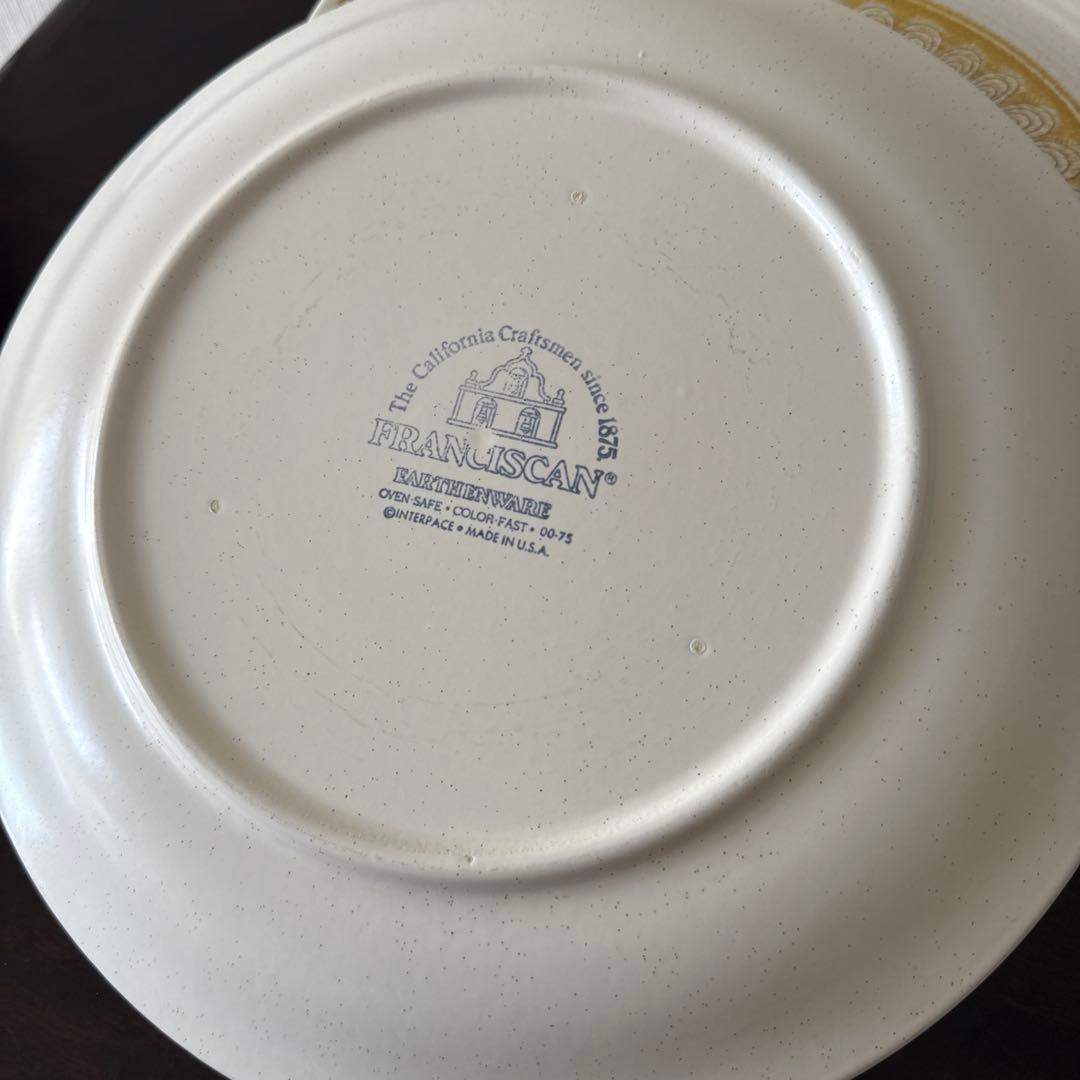 The California Craftsmen since 1875.
FRANCISCAN®
EARTHENWARE
OVEN-SAFE • COLOR-FAST • 00-75
©INTERPACE • MADE IN U.S.A.